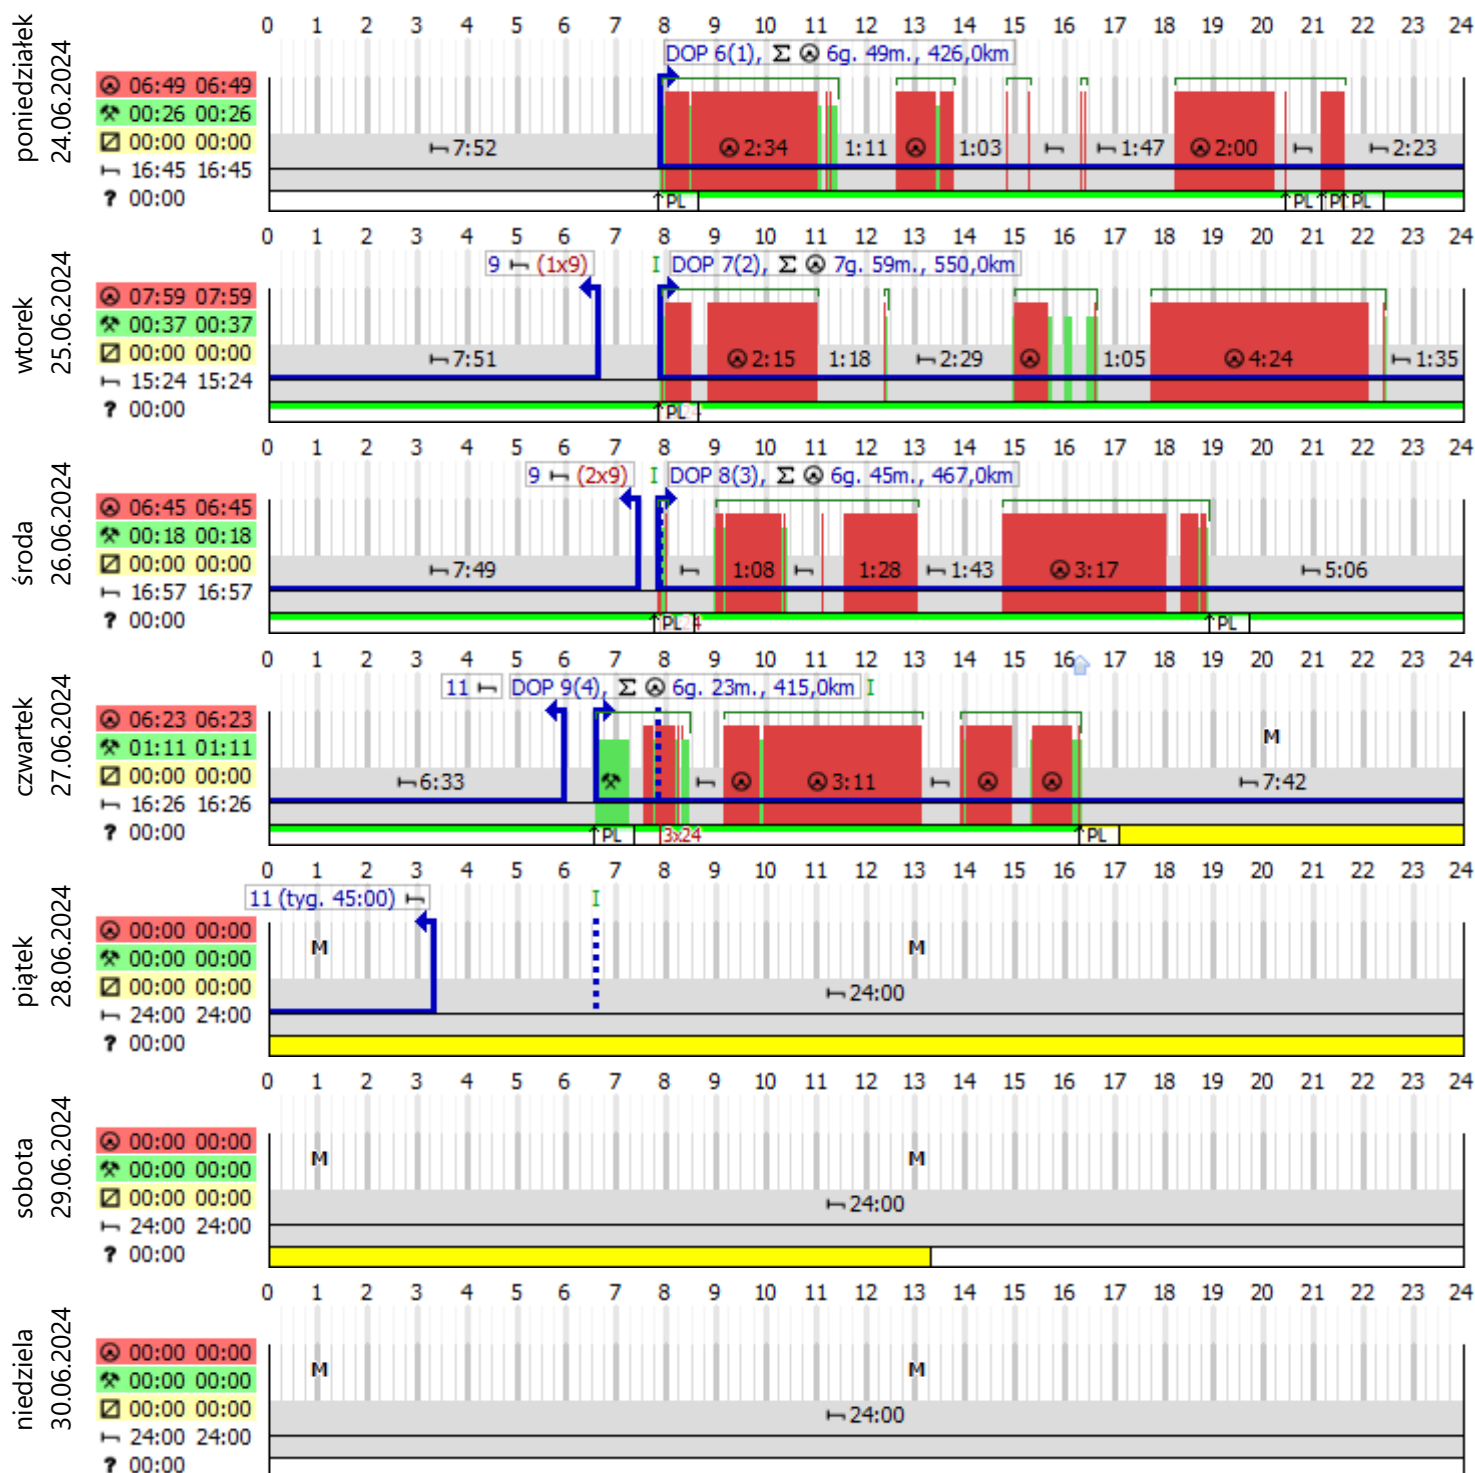 poniedziałek
24.06.2024
0 1 2 3 4 5 6 7 8 9 10 11 12 13 14 15 16 17 18 19 20 21 22 23 24
DOP 6(1), Σ 6g. 49m., 426,0km
06:49 06:49
00:26 00:26
00:00 00:00
16:45 16:45
? 00:00
7:52 2:34 1:11 1:03 1:47 2:00 2:23
PL PL PL
wtorek
25.06.2024
0 1 2 3 4 5 6 7 8 9 10 11 12 13 14 15 16 17 18 19 20 21 22 23 24
9 (1x9) I DOP 7(2), Σ 7g. 59m., 550,0km
07:59 07:59
00:37 00:37
00:00 00:00
15:24 15:24
? 00:00
7:51 2:15 1:18 2:29 1:05 4:24 1:35
PL
środa
26.06.2024
0 1 2 3 4 5 6 7 8 9 10 11 12 13 14 15 16 17 18 19 20 21 22 23 24
9 (2x9) I DOP 8(3), Σ 6g. 45m., 467,0km
06:45 06:45
00:18 00:18
00:00 00:00
16:57 16:57
? 00:00
7:49 1:08 1:28 1:43 3:17 5:06
PL PL
czwartek
27.06.2024
0 1 2 3 4 5 6 7 8 9 10 11 12 13 14 15 16 17 18 19 20 21 22 23 24
11 DOP 9(4), Σ 6g. 23m., 415,0km I
06:23 06:23
01:11 01:11
00:00 00:00
16:26 16:26
? 00:00
M
6:33 3:11 7:42
PL 3x24 PL
piątek
28.06.2024
0 1 2 3 4 5 6 7 8 9 10 11 12 13 14 15 16 17 18 19 20 21 22 23 24
11 (tyg. 45:00) I
00:00 00:00
00:00 00:00
00:00 00:00
24:00 24:00
? 00:00
M M
24:00
sobota
29.06.2024
0 1 2 3 4 5 6 7 8 9 10 11 12 13 14 15 16 17 18 19 20 21 22 23 24
00:00 00:00
00:00 00:00
00:00 00:00
24:00 24:00
? 00:00
M M
24:00
niedziela
30.06.2024
0 1 2 3 4 5 6 7 8 9 10 11 12 13 14 15 16 17 18 19 20 21 22 23 24
00:00 00:00
00:00 00:00
00:00 00:00
24:00 24:00
? 00:00
M M
24:00